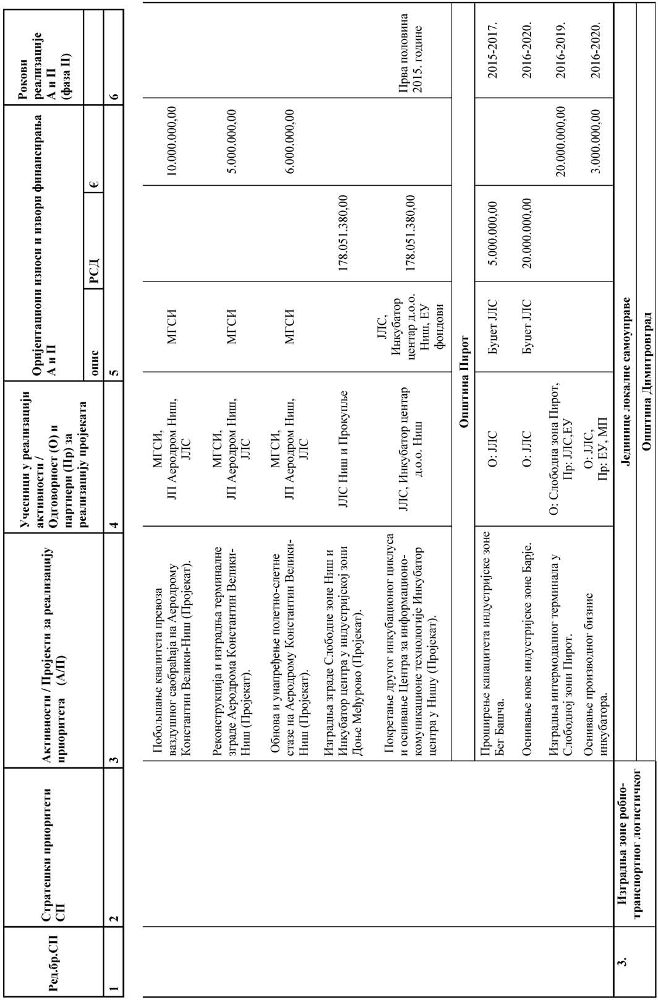 Ред.бр.СП
Стратешки приоритети
СП
Активности / Пројекти за реализацију
приоритета (А/П)
Учесници у реализацији
активности /
Одговорност (О) и
партнери (Пр) за
реализацију пројеката
Оријентациони износи и извори финансирања
А и П
опис
РСД
€
Рокови
реализације
А и П
(фаза II)
1
2
3
4
5
6
Побољшање квалитета превоза
ваздушног саобраћаја на Аеродрому
Константин Велики-Ниш (Пројекат).
МГСИ,
ЈП Аеродром Ниш,
ЈЛС
МГСИ
10.000.000,00
Реконструкција и изградња терминалне
зграде Аеродрома Константин Велики-
Ниш (Пројекат).
МГСИ,
ЈП Аеродром Ниш,
ЈЛС
МГСИ
5.000.000,00
Обнова и унапређење полетно-слетне
стазе на Аеродрому Константин Велики-
Ниш (Пројекат).
МГСИ,
ЈП Аеродром Ниш,
ЈЛС
МГСИ
6.000.000,00
Изградња зграде Слободне зоне Ниш и
Инкубатор центра у индустријској зони
Доње Међурово (Пројекат).
ЈЛС Ниш и Прокупље
178.051.380,00
Покретање другог инкубационог циклуса
и оснивање Центра за информационо-
комуникационе технологије Инкубатор
центра у Нишу (Пројекат).
ЈЛС, Инкубатор центар
д.о.о. Ниш
ЈЛС,
Инкубатор
центар д.о.о.
Ниш, ЕУ
фондови
178.051.380,00
Прва половина
2015. године
Општина Пирот
Проширење капацитета индустријске зоне
Бег Башча.
О: ЈЛС
Буџет ЈЛС
5.000.000,00
2015-2017.
Оснивање нове индустријске зоне Барје.
О: ЈЛС
Буџет ЈЛС
20.000.000,00
2016-2020.
Изградња интермодалног терминала у
Слободној зони Пирот.
О: Слободна зона Пирот,
Пр: ЈЛС,ЕУ
20.000.000,00
2016-2019.
Оснивање производног бизнис
инкубатора.
О: ЈЛС,
Пр: ЕУ, МП
3.000.000,00
2016-2020.
3.
Изградња зоне робно-
транспортног логистичког
Јединице локалне самоуправе
Општина Димитровград